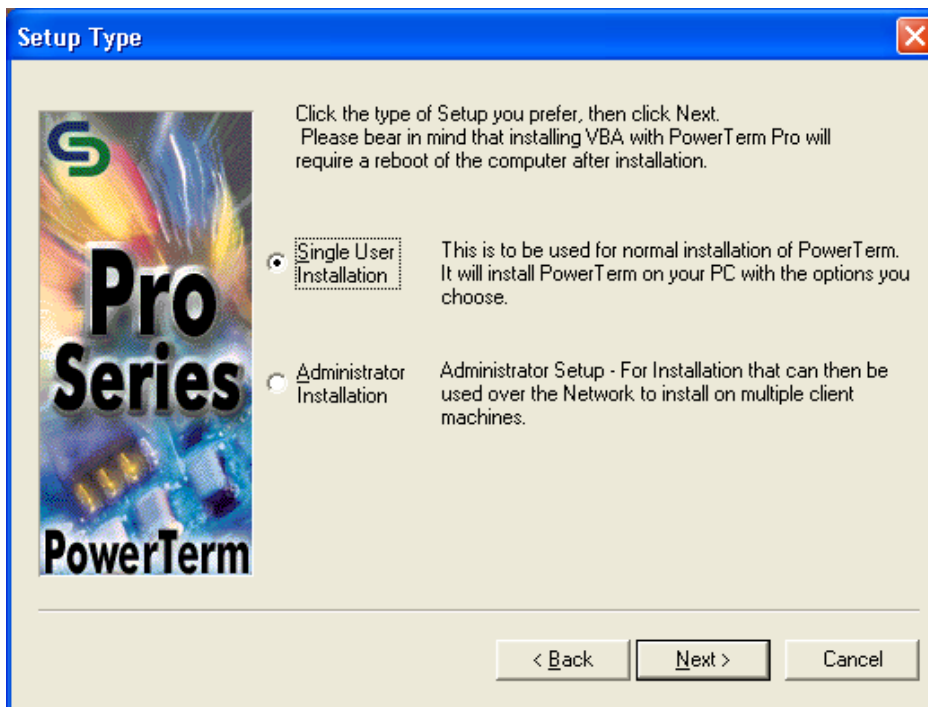 Setup Type
Click the type of Setup you prefer, then click Next.
Please bear in mind that installing VBA with PowerTerm Pro will
require a reboot of the computer after installation.
Single User
Installation
This is to be used for normal installation of PowerTerm.
It will install PowerTerm on your PC with the options you
choose.
Administrator
Installation
Administrator Setup - For Installation that can then be
used over the Network to install on multiple client
machines.
Pro
Series
PowerTerm
< Back
Next >
Cancel